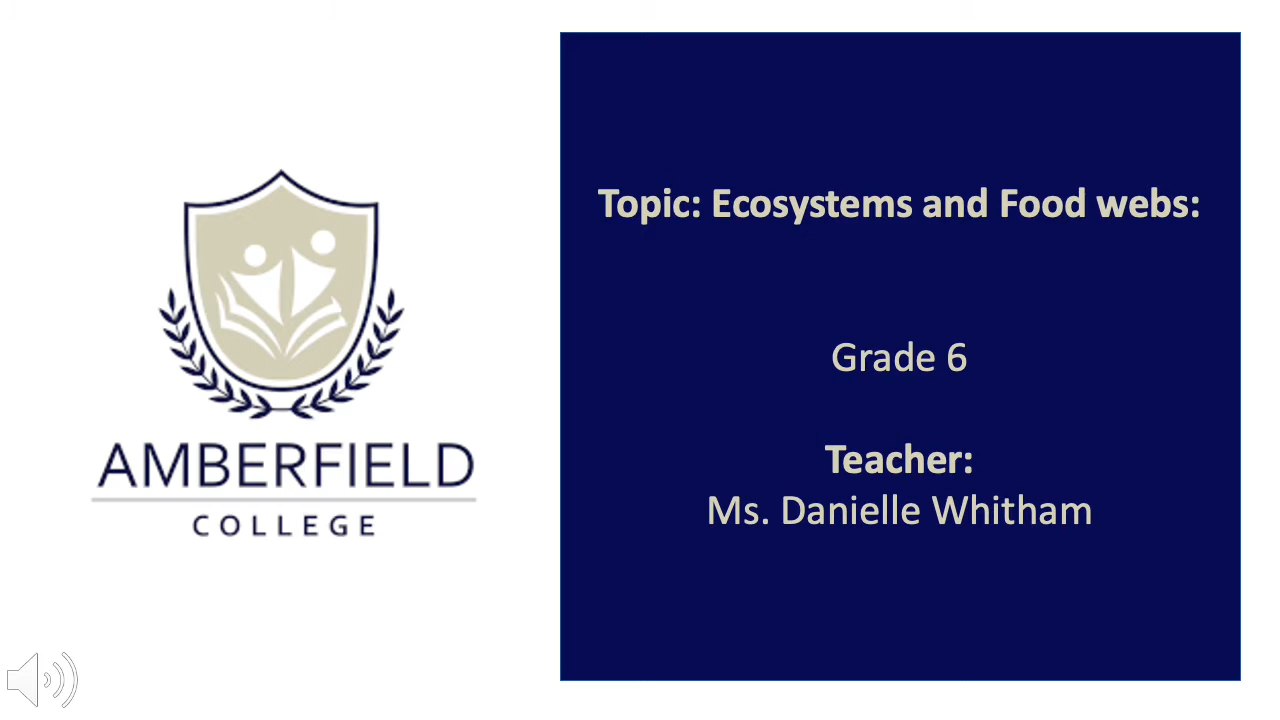 AMBERFIELD
COLLEGE
Topic: Ecosystems and Food webs:
Grade 6
Teacher:
Ms. Danielle Whitham